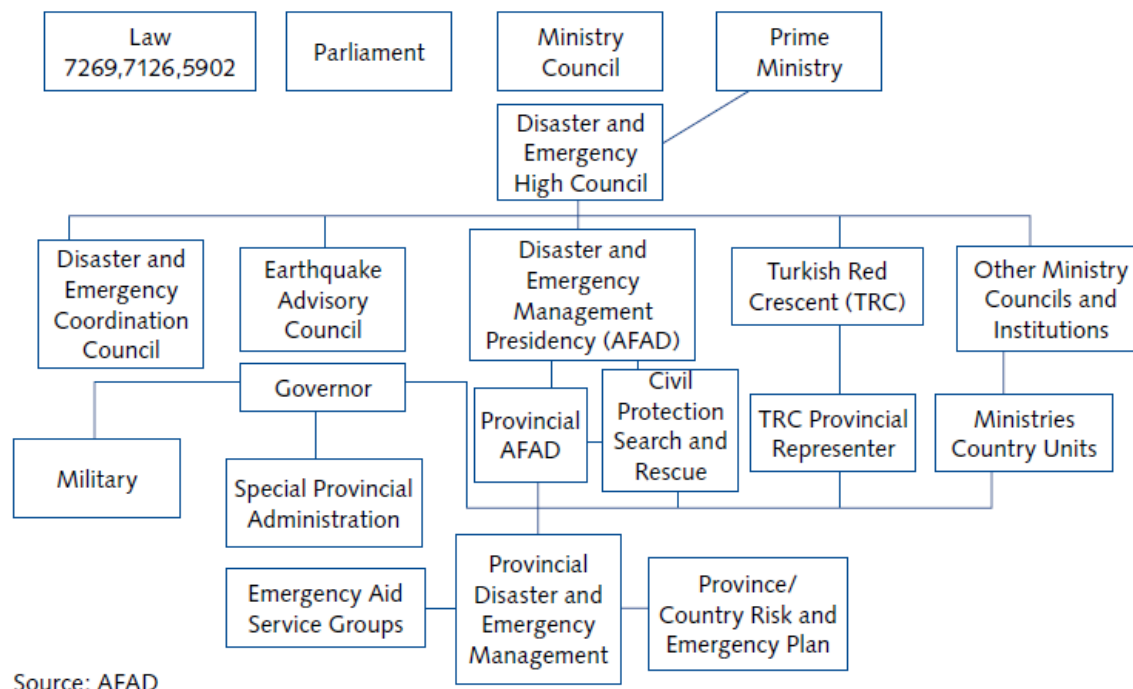 Law
7269,7126,5902
Parliament
Ministry
Council
Prime
Ministry
Disaster and
Emergency
High Council
Disaster and
Emergency
Coordination
Council
Earthquake
Advisory
Council
Disaster and
Emergency
Management
Presidency (AFAD)
Turkish Red
Crescent (TRC)
Other Ministry
Councils and
Institutions
Governor
Military
Special Provincial
Administration
Provincial
AFAD
Civil
Protection
Search and
Rescue
TRC Provincial
Representer
Ministries
Country Units
Emergency Aid
Service Groups
Provincial
Disaster and
Emergency
Management
Province/
Country Risk and
Emergency Plan
Source: AFAD